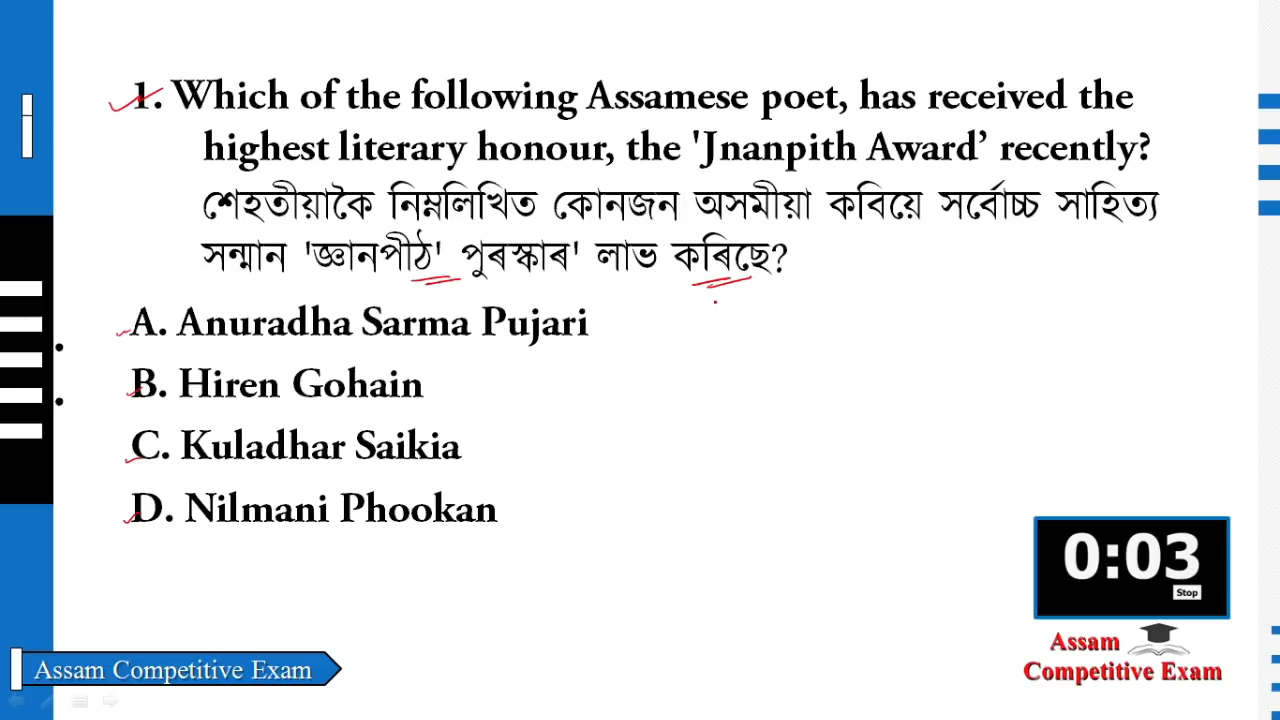 1. Which of the following Assamese poet, has received the
highest literary honour, the 'Jnanpith Award’ recently?
শেহতীয়াকৈ নিম্নলিখিত কোনজন অসমীয়া কবিয়ে সৰ্বোচ্চ সাহিত্য
সন্মান 'জ্ঞানপীঠ' পুৰস্কাৰ' লাভ কৰিছে?
A. Anuradha Sarma Pujari
B. Hiren Gohain
C. Kuladhar Saikia
D. Nilmani Phookan
0:03
Stop
Assam
Competitive Exam
Assam Competitive Exam